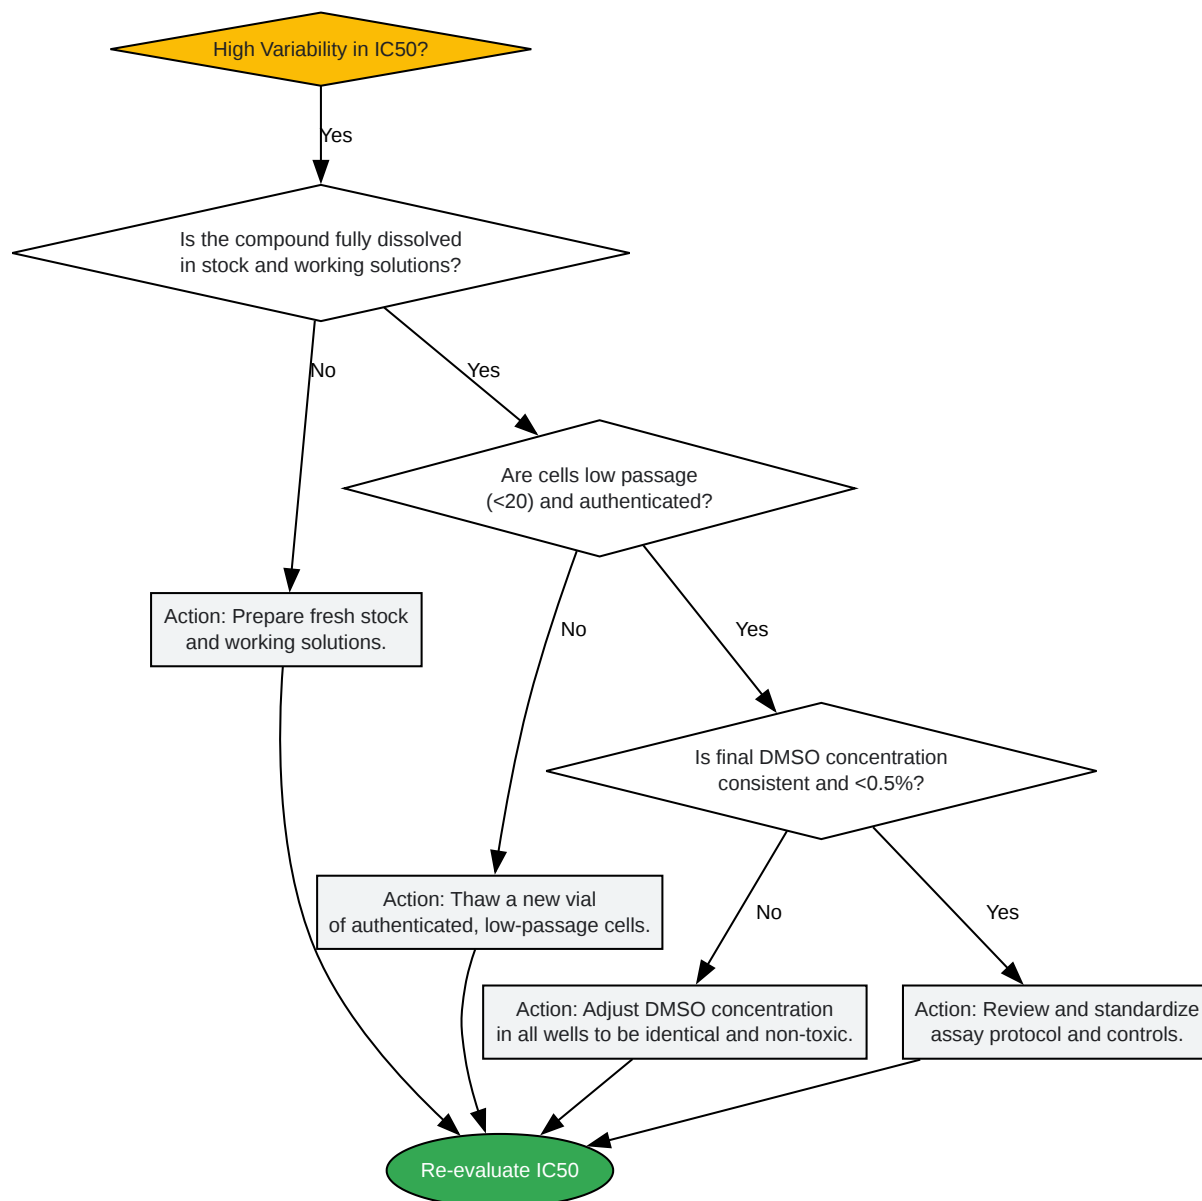 High Variability in IC50?
Yes
Is the compound fully dissolved
in stock and working solutions?
No
Yes
Are cells low passage
(<20) and authenticated?
Action: Prepare fresh stock
and working solutions.
No
Yes
Is final DMSO concentration
consistent and <0.5%?
Action: Thaw a new vial
of authenticated, low-passage cells.
No
Yes
Action: Adjust DMSO concentration
in all wells to be identical and non-toxic.
Action: Review and standardize
assay protocol and controls.
Re-evaluate IC50